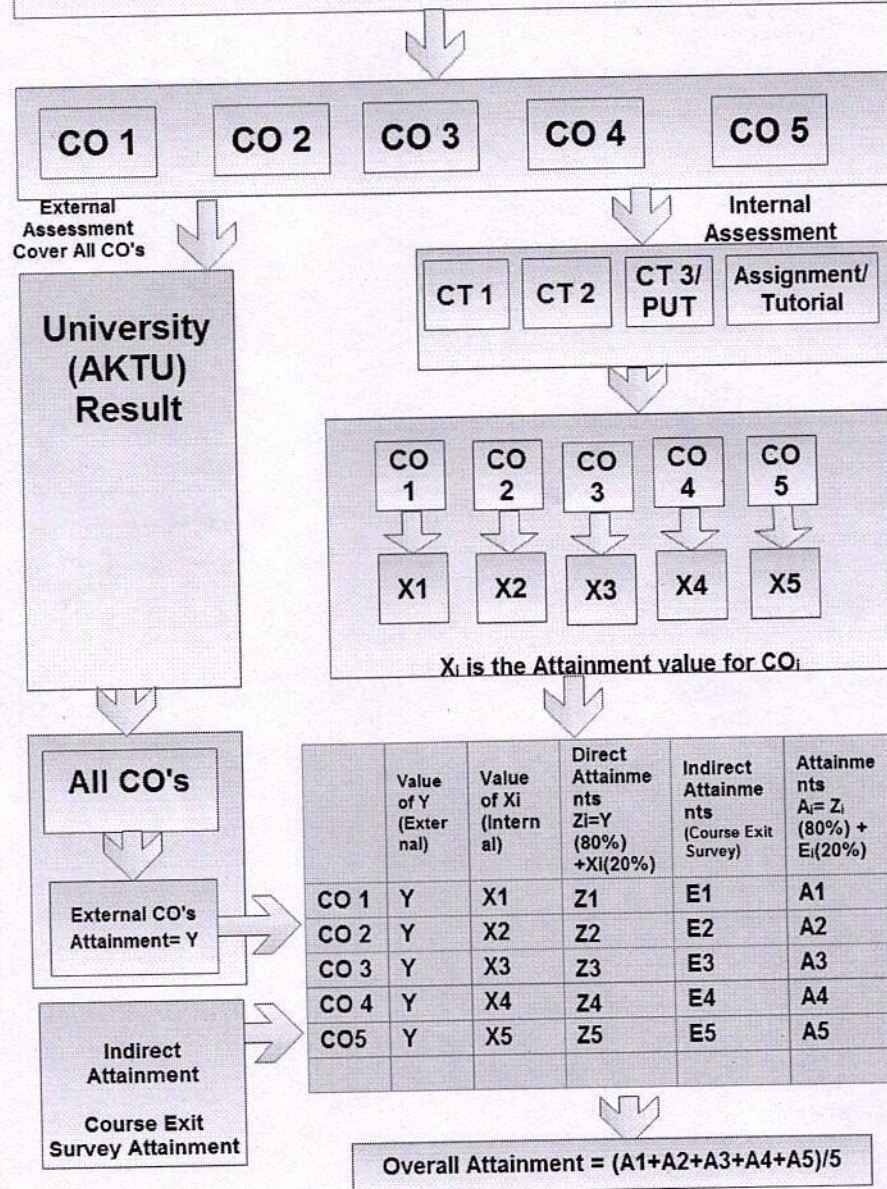 CO 1 CO 2 CO 3 CO 4 CO 5
External
Assessment
Cover All CO's
Internal
Assessment
University
(AKTU)
Result
CT 1
CT 2
CT 3/
PUT
Assignment/
Tutorial
CO
1
CO
2
CO
3
CO
4
CO
5
X1 X2 X3 X4 X5
Xi is the Attainment value for COi
All CO's
External CO's
Attainment= Y
Indirect
Attainment
Course Exit
Survey Attainment
Value
of Y
(Exter
nal)
Value
of Xi
(Intern
al)
Direct
Attainme
nts
Zi=Y
(80%)
+Xi(20%)
Indirect
Attainme
nts
(Course Exit
Survey)
Attainme
nts
Ai= Zi
(80%) +
Ei(20%)
CO 1 Y X1 Z1 E1 A1
CO 2 Y X2 Z2 E2 A2
CO 3 Y X3 Z3 E3 A3
CO 4 Y X4 Z4 E4 A4
CO5 Y X5 Z5 E5 A5
Overall Attainment = (A1+A2+A3+A4+A5)/5